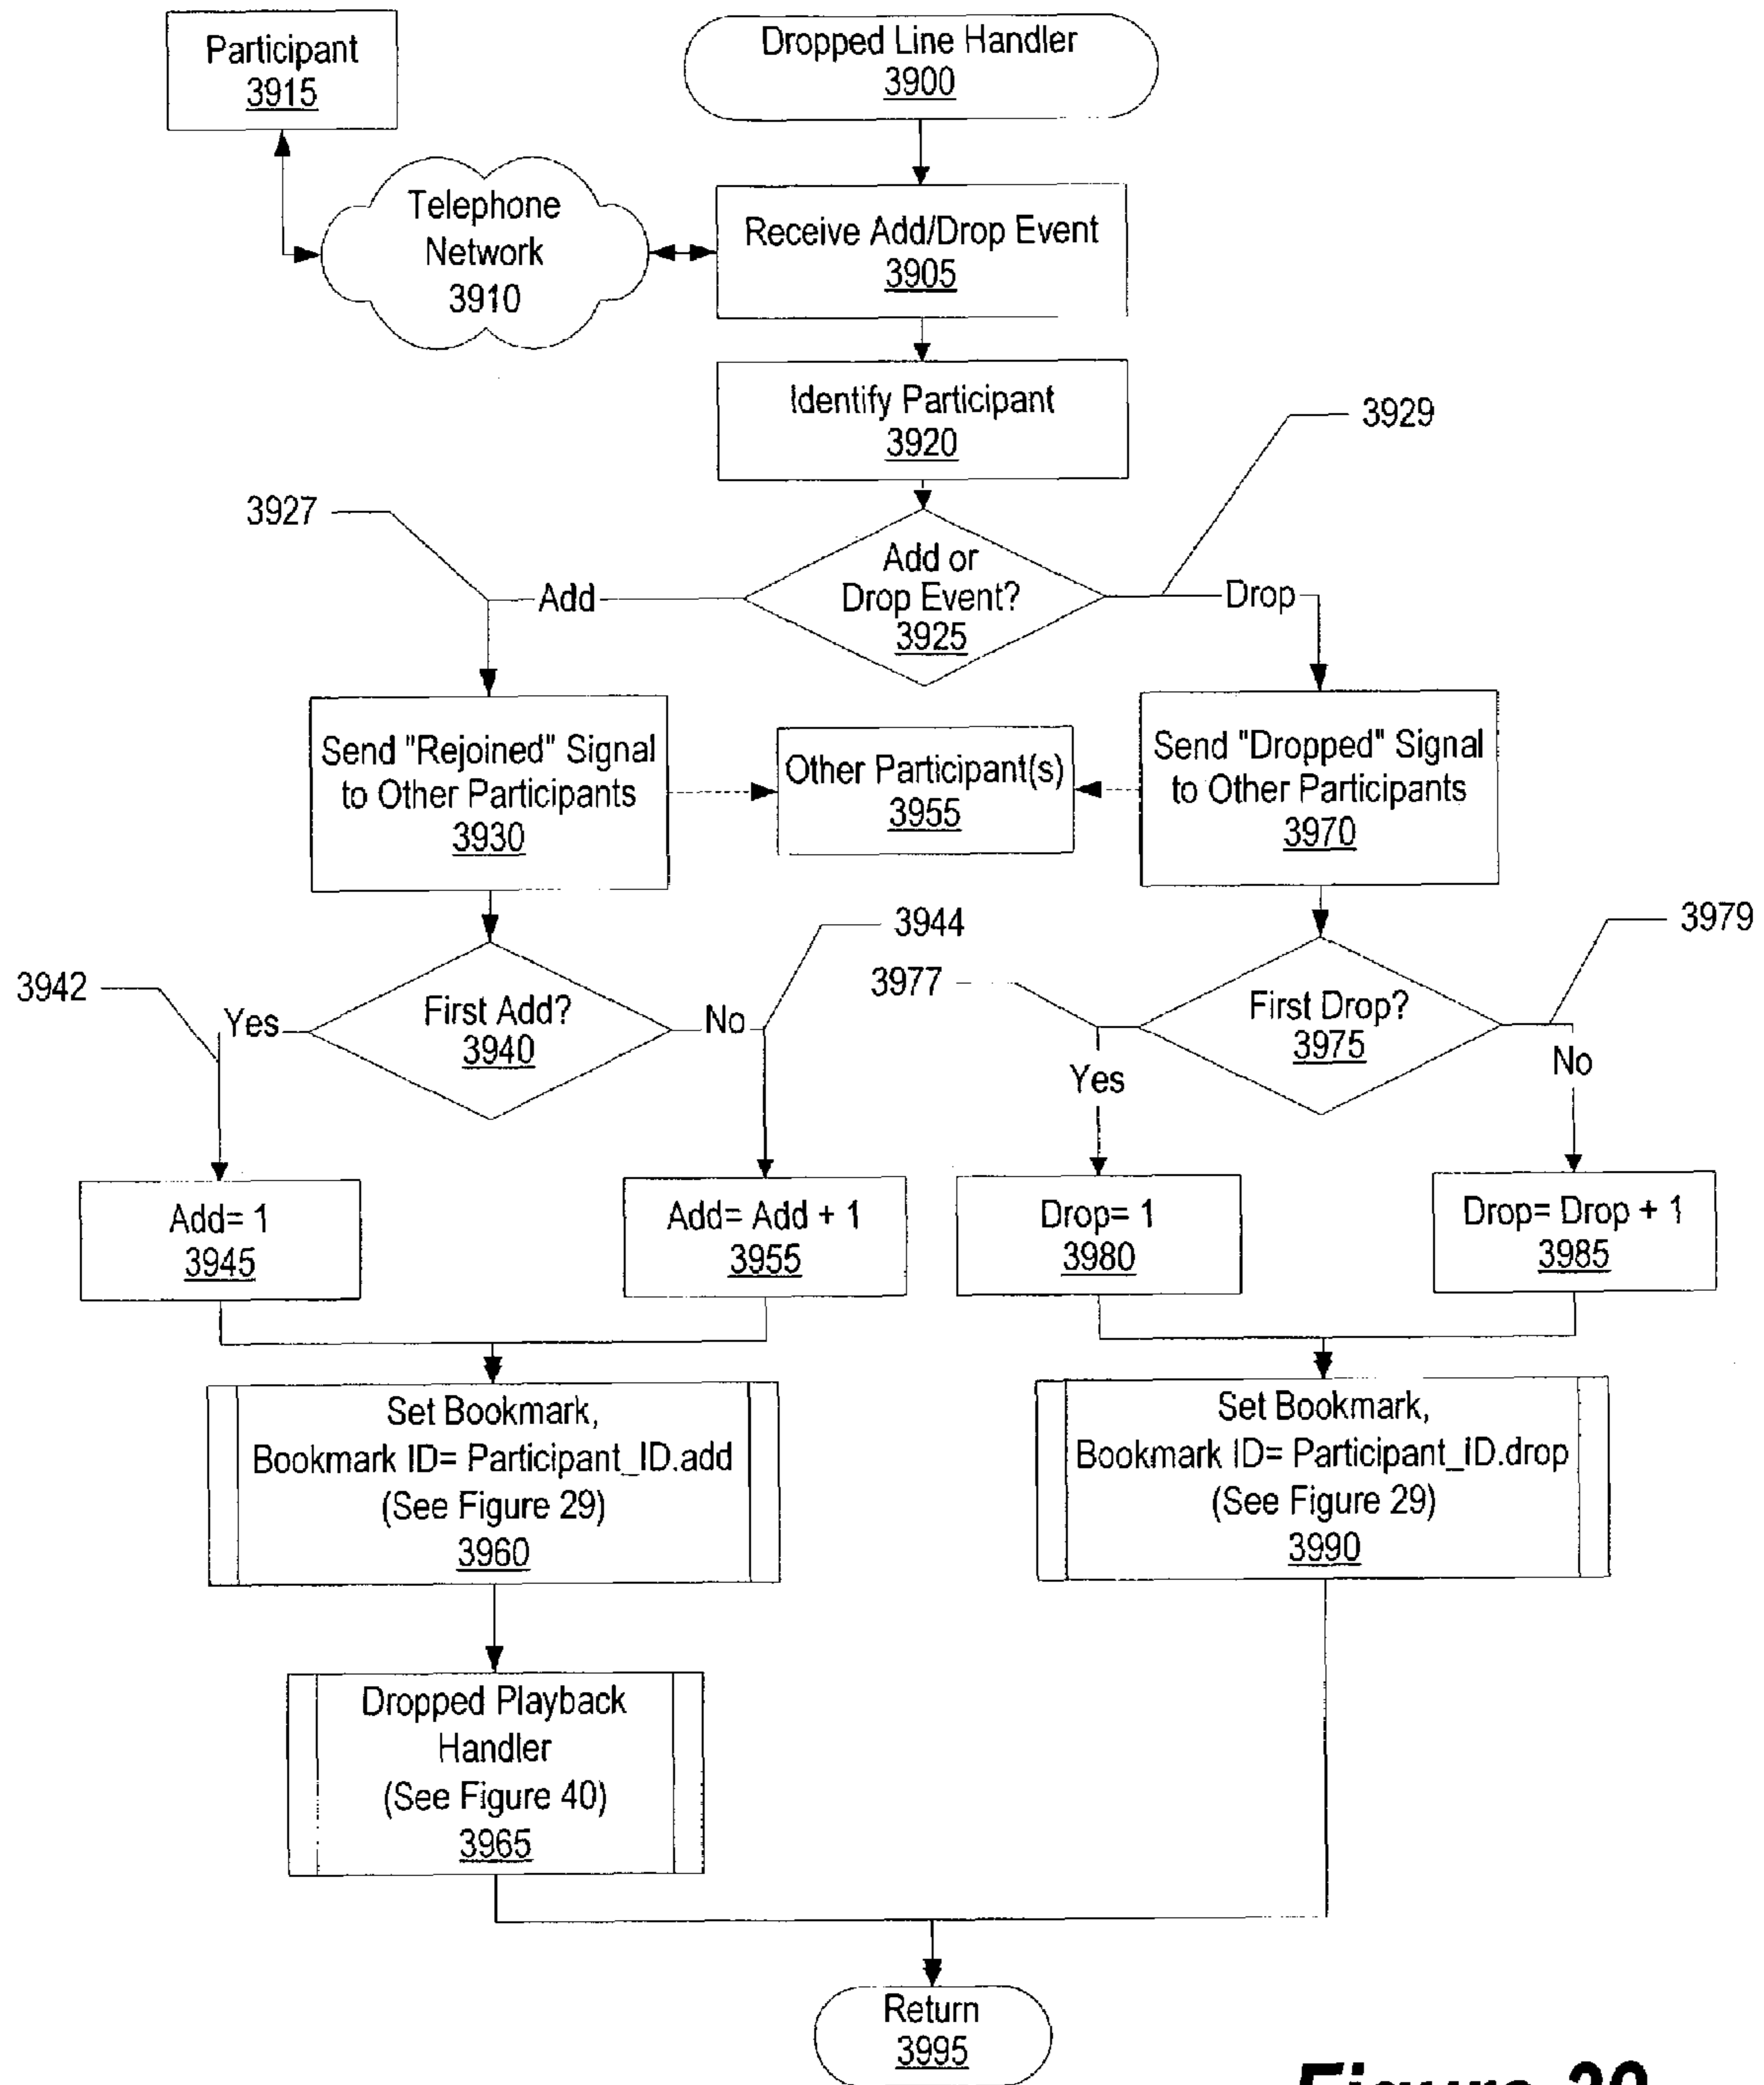 Participant
3915
Dropped Line Handler
3900
Telephone
Network
3910
Receive Add/Drop Event
3905
Identify Participant
3920
3929
3927
Add or
Drop Event?
3925
Add
Drop
Send "Rejoined" Signal
to Other Participants
3930
Other Participant(s)
3955
Send "Dropped" Signal
to Other Participants
3970
3944
3979
3942
3977
Yes
First Add?
3940
No
First Drop?
3975
Yes
No
Add= 1
3945
Add= Add + 1
3955
Drop= 1
3980
Drop= Drop + 1
3985
Set Bookmark,
Bookmark ID= Participant_ID.add
(See Figure 29)
3960
Set Bookmark,
Bookmark ID= Participant_ID.drop
(See Figure 29)
3990
Dropped Playback
Handler
(See Figure 40)
3965
Return
3995
Figure 39